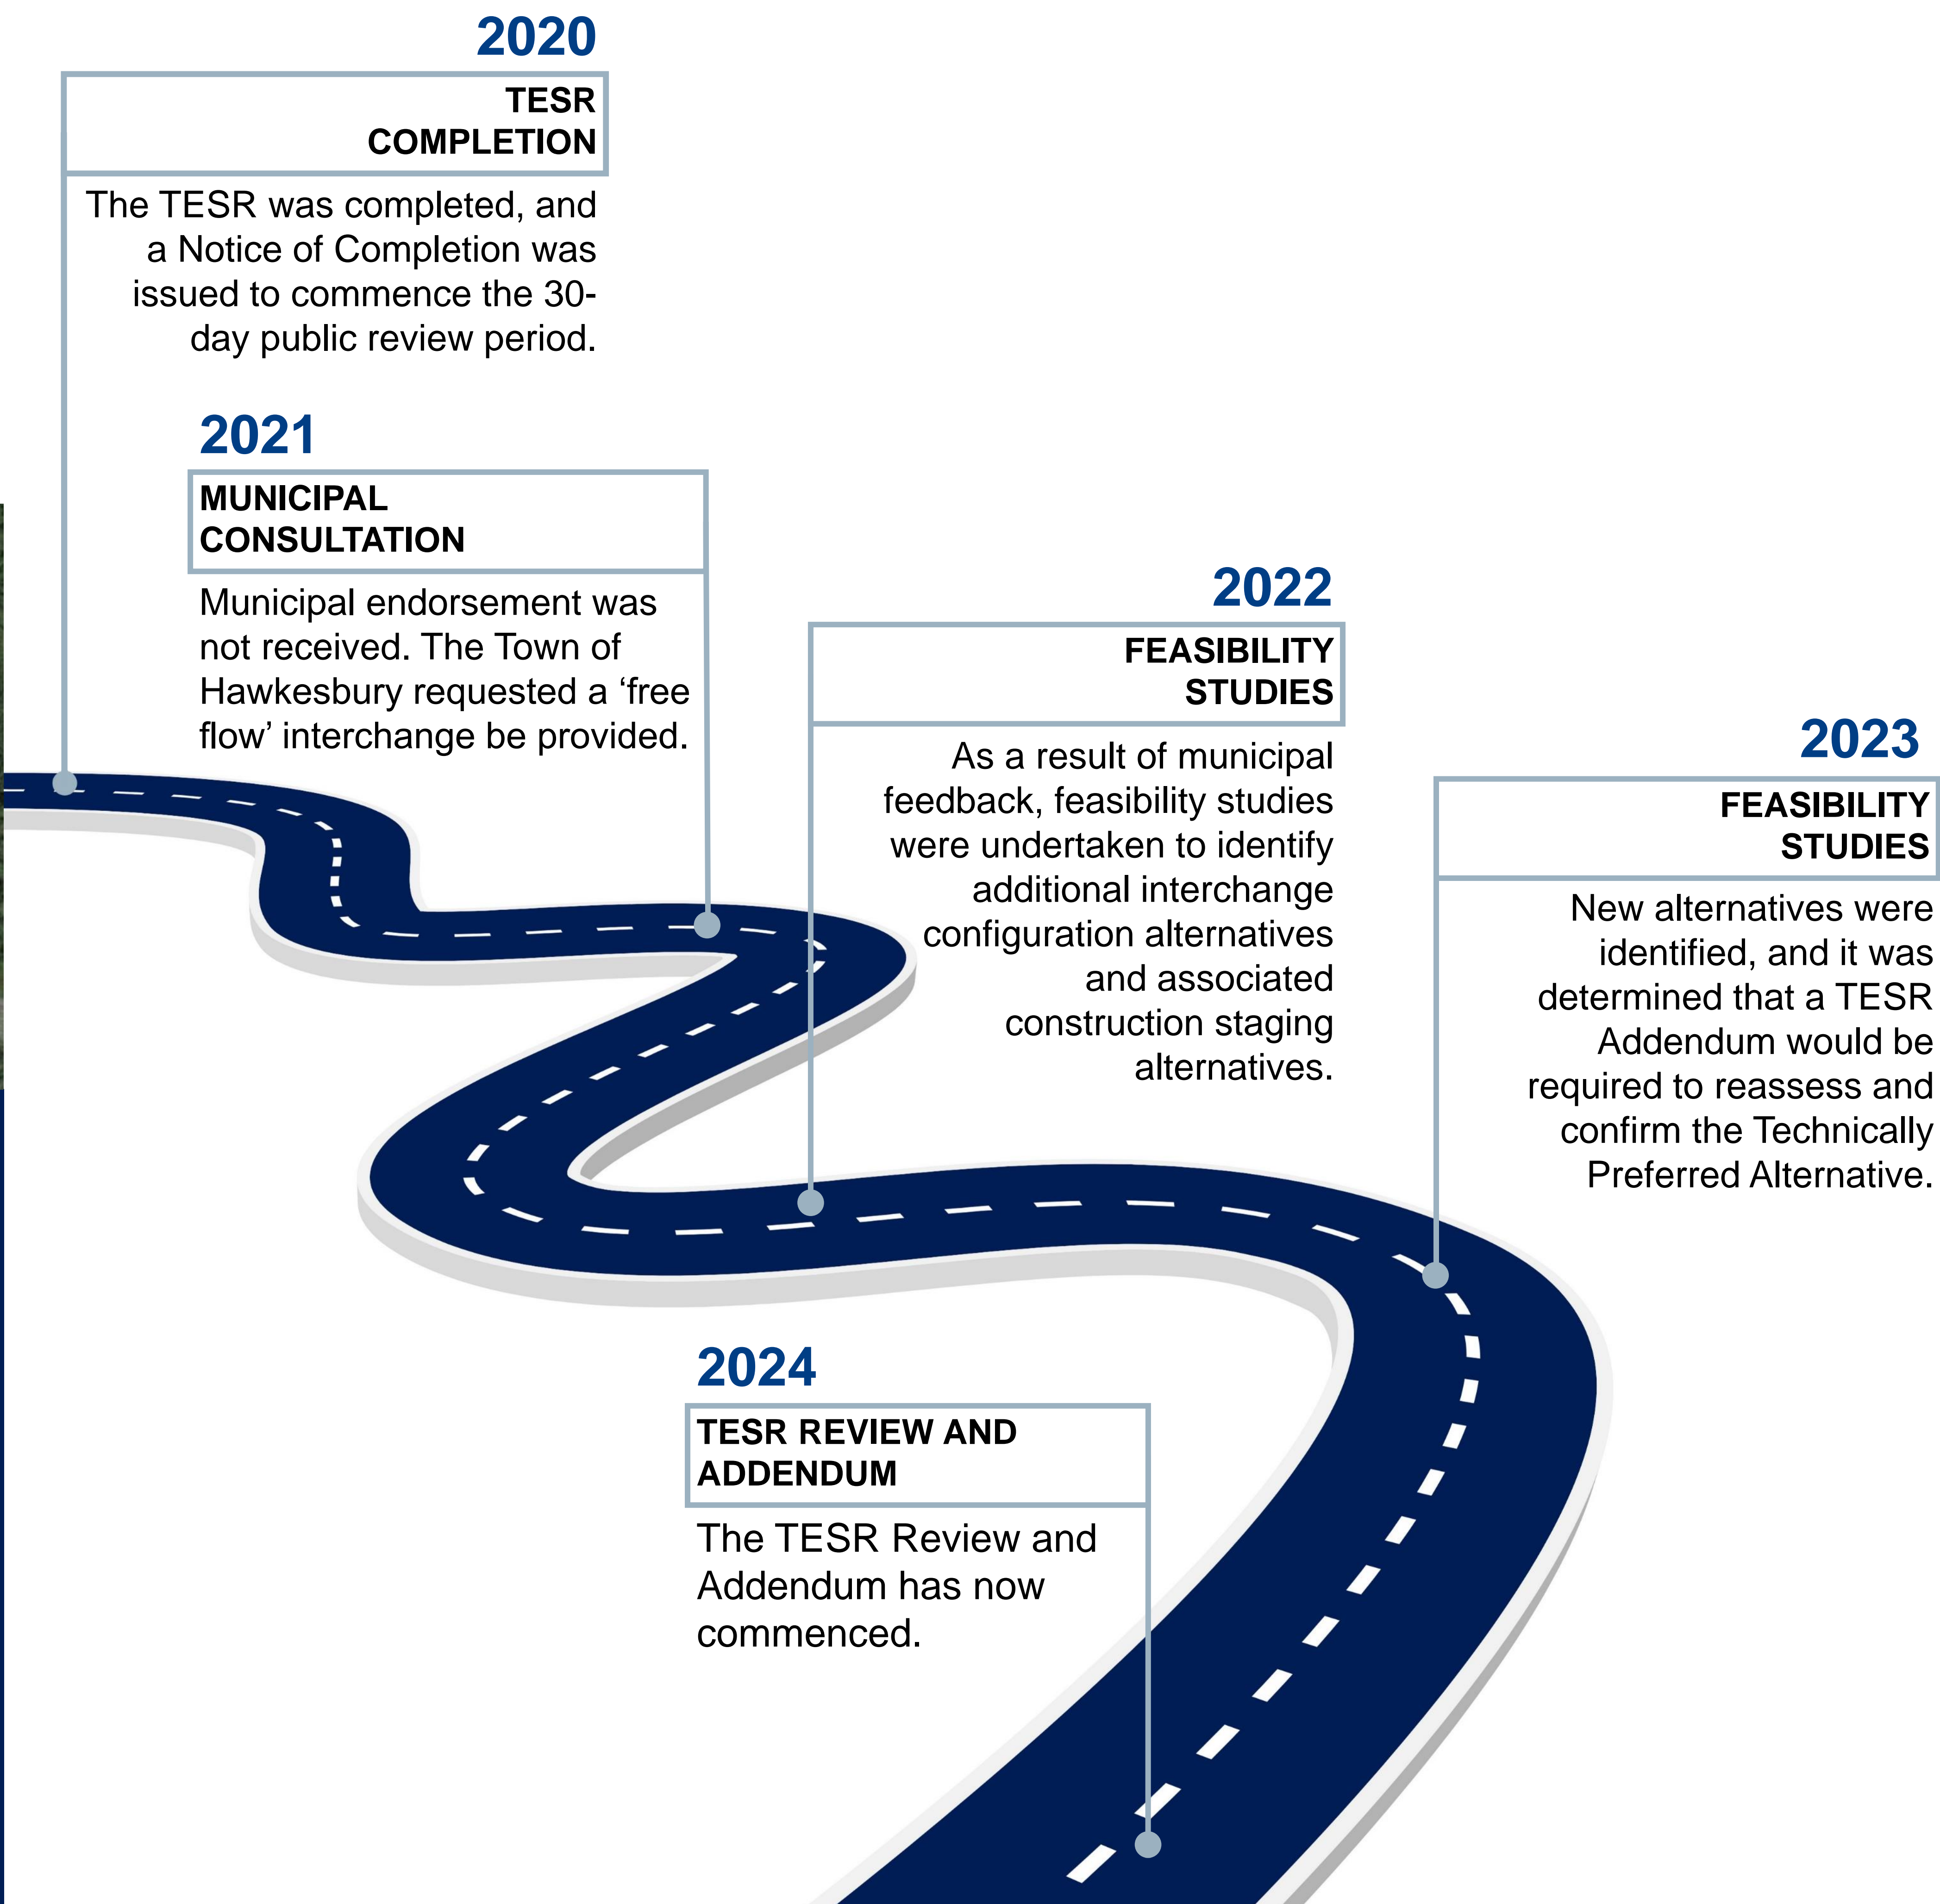 2020
TESR
COMPLETION
The TESR was completed, and
a Notice of Completion was
issued to commence the 30-
day public review period.
2021
MUNICIPAL
CONSULTATION
Municipal endorsement was
not received. The Town of
Hawkesbury requested a ‘free
flow’ interchange be provided.
2022
FEASIBILITY
STUDIES
As a result of municipal
feedback, feasibility studies
were undertaken to identify
additional interchange
configuration alternatives
and associated
construction staging
alternatives.
2023
FEASIBILITY
STUDIES
New alternatives were
identified, and it was
determined that a TESR
Addendum would be
required to reassess and
confirm the Technically
Preferred Alternative.
2024
TESR REVIEW AND
ADDENDUM
The TESR Review and
Addendum has now
commenced.